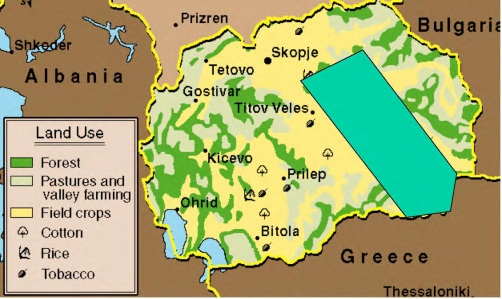 Prizren
Bulgaria
Shkoder
Skopje
Albania
Tetovo
Gostivar
Titov Veles
Land Use
Forest
Kicevo
Pastures and
valley farming
Prilep
Field crops
Ohrid
Cotton
Bitola
Rice
Greece
Tobacco
Thessaloniki